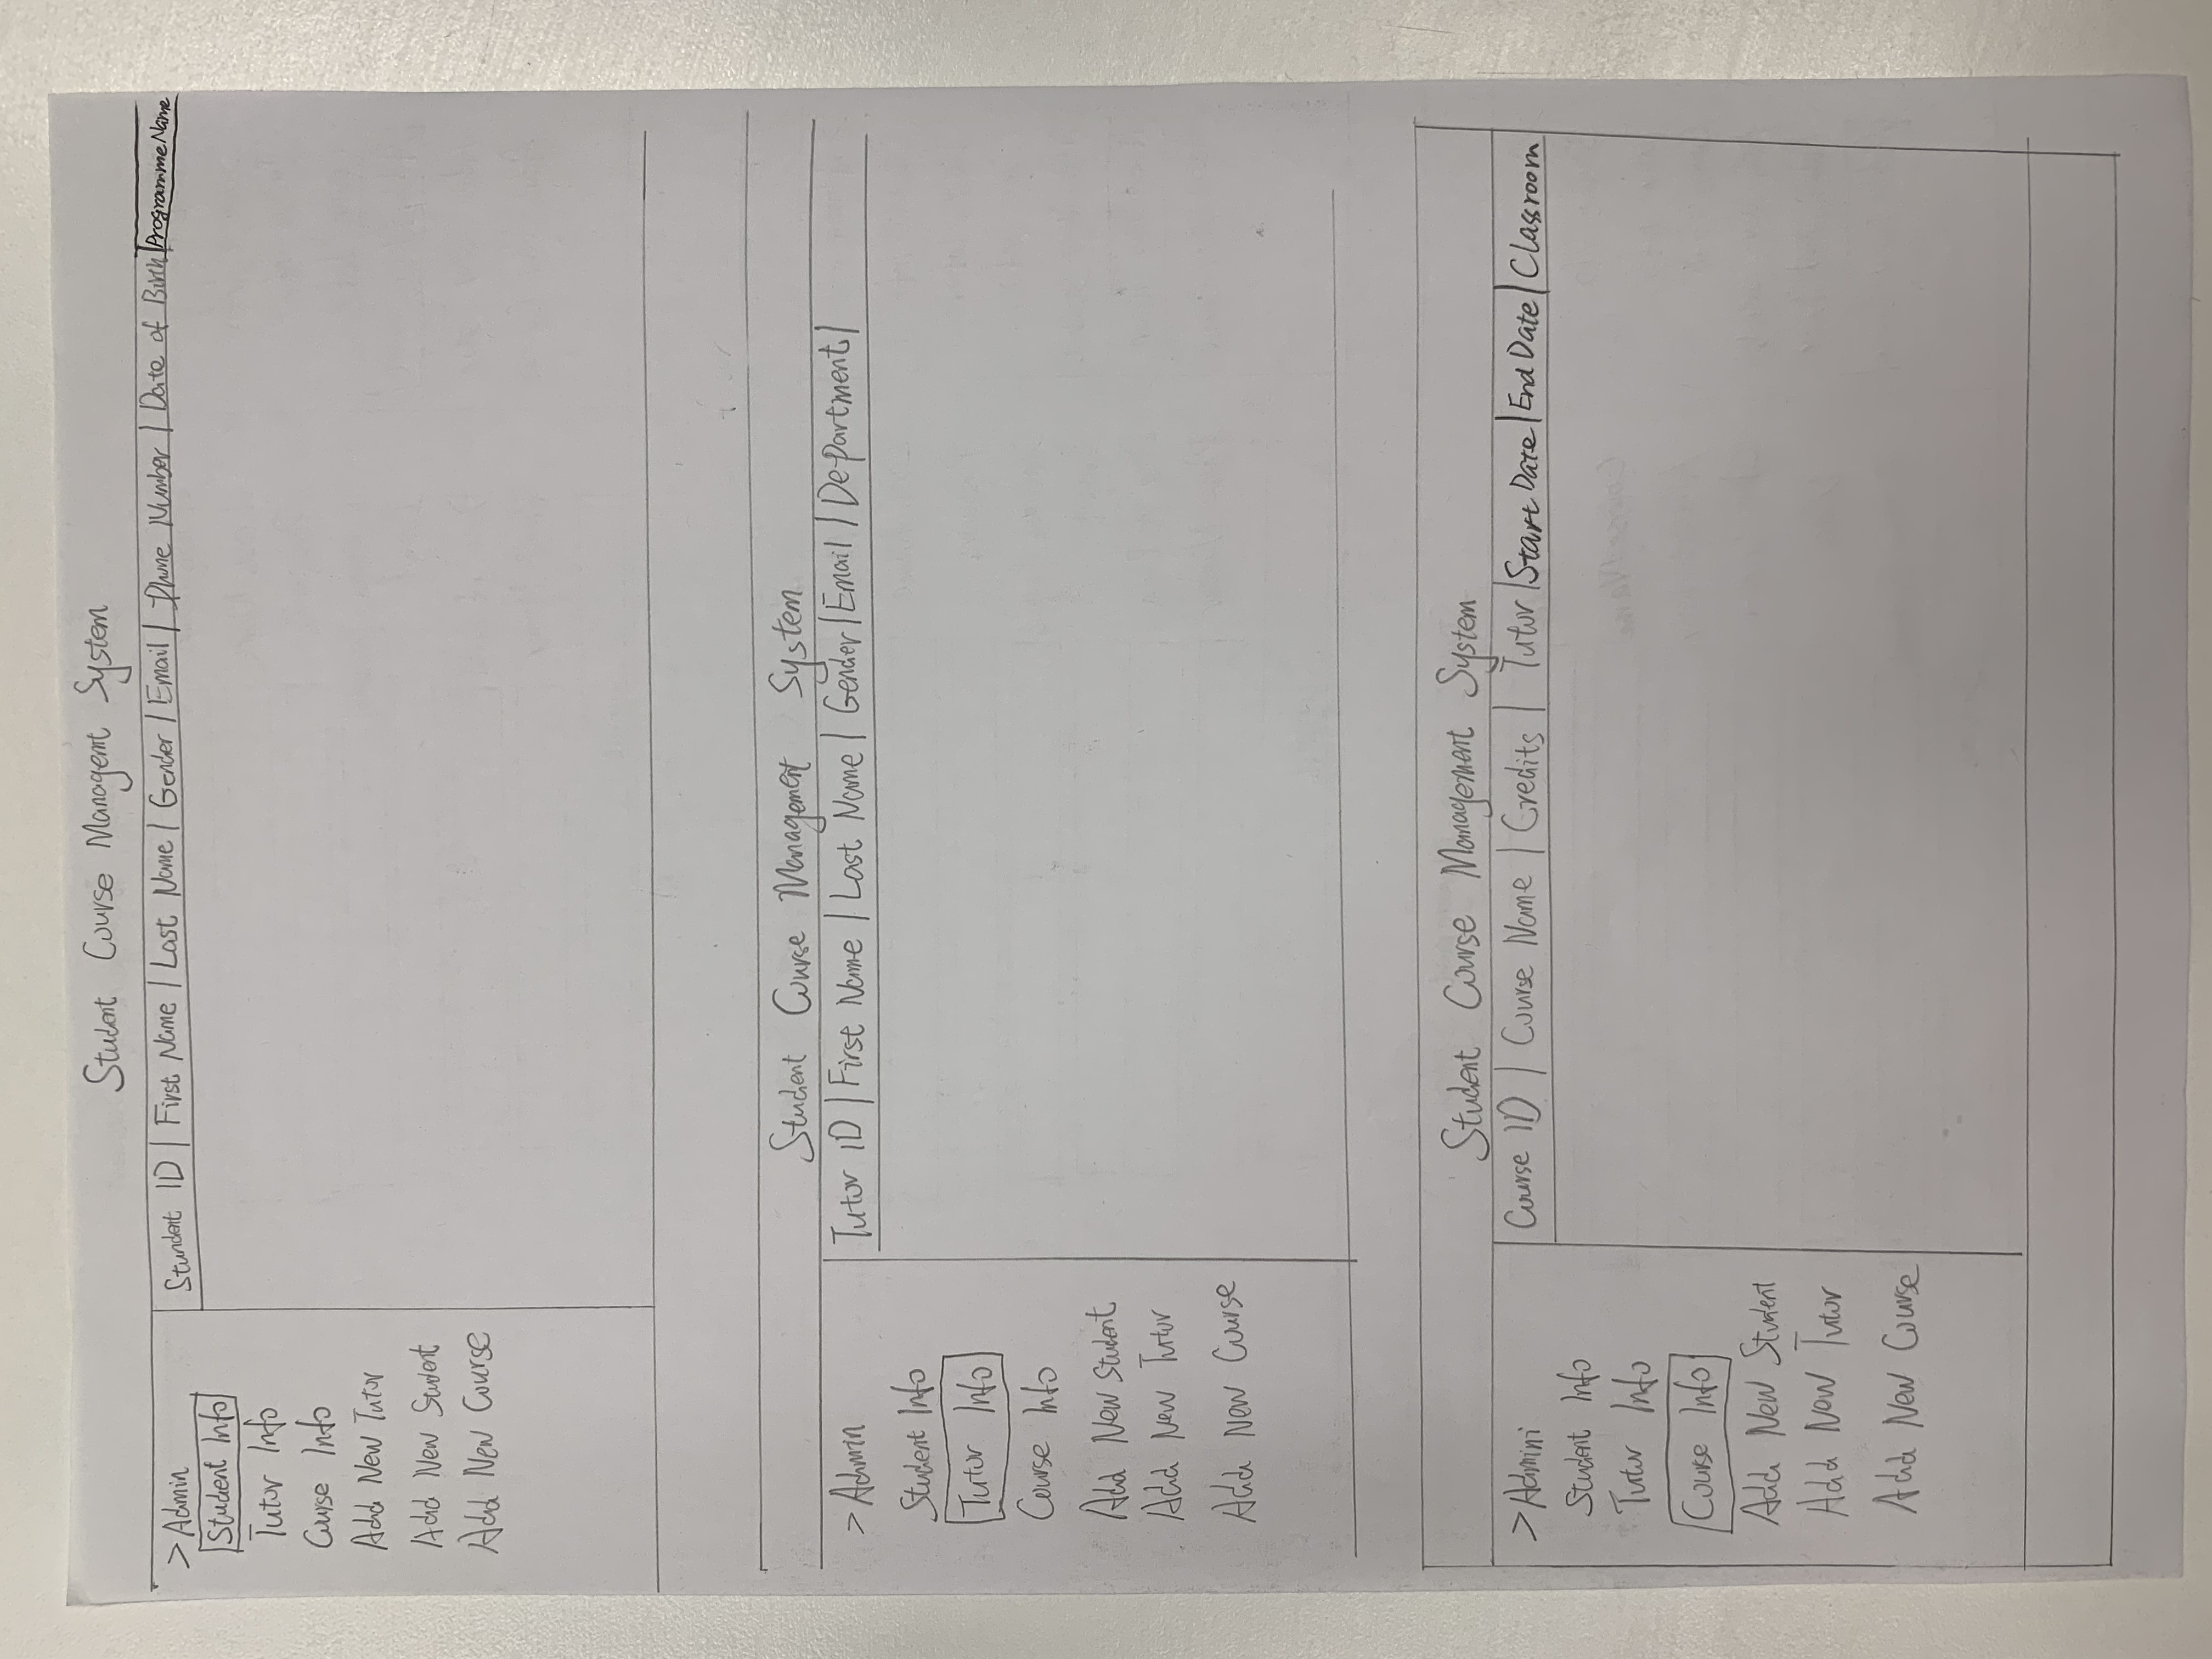 Student Course Managemt System
> Admin
Stundent ID | First Name | Last Name | Gender | Email | Phone Number | Date of Birth | Programme Name
Student Info
Tutor Info
Course Info
Add New Tutor
Add New Student
Add New Course
Student Course Management System
> Admin
Tutor ID | First Name | Last Name | Gender | Email | Department |
Student Info
Tutor Info
Course Info
Add New Student
Add New Tutor
Add New Course
Student Course Management System
> Admini
Course ID | Course Name | Credits | Tutor | Start Date | End Date | Classroom
Student Info
Tutor Info
Course Info
Add New Student
Add New Tutor
Add New Course